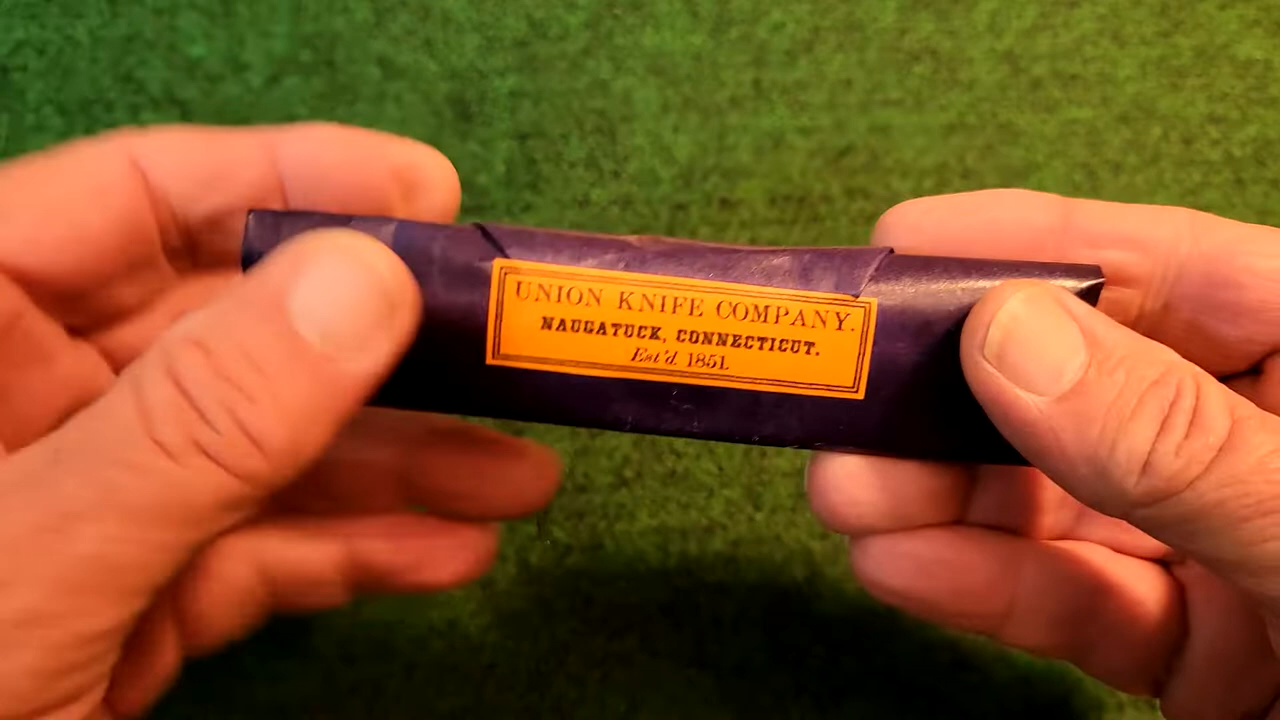 UNION KNIFE COMPANY.
NAUGATUCK, CONNECTICUT.
Est'd. 1851.